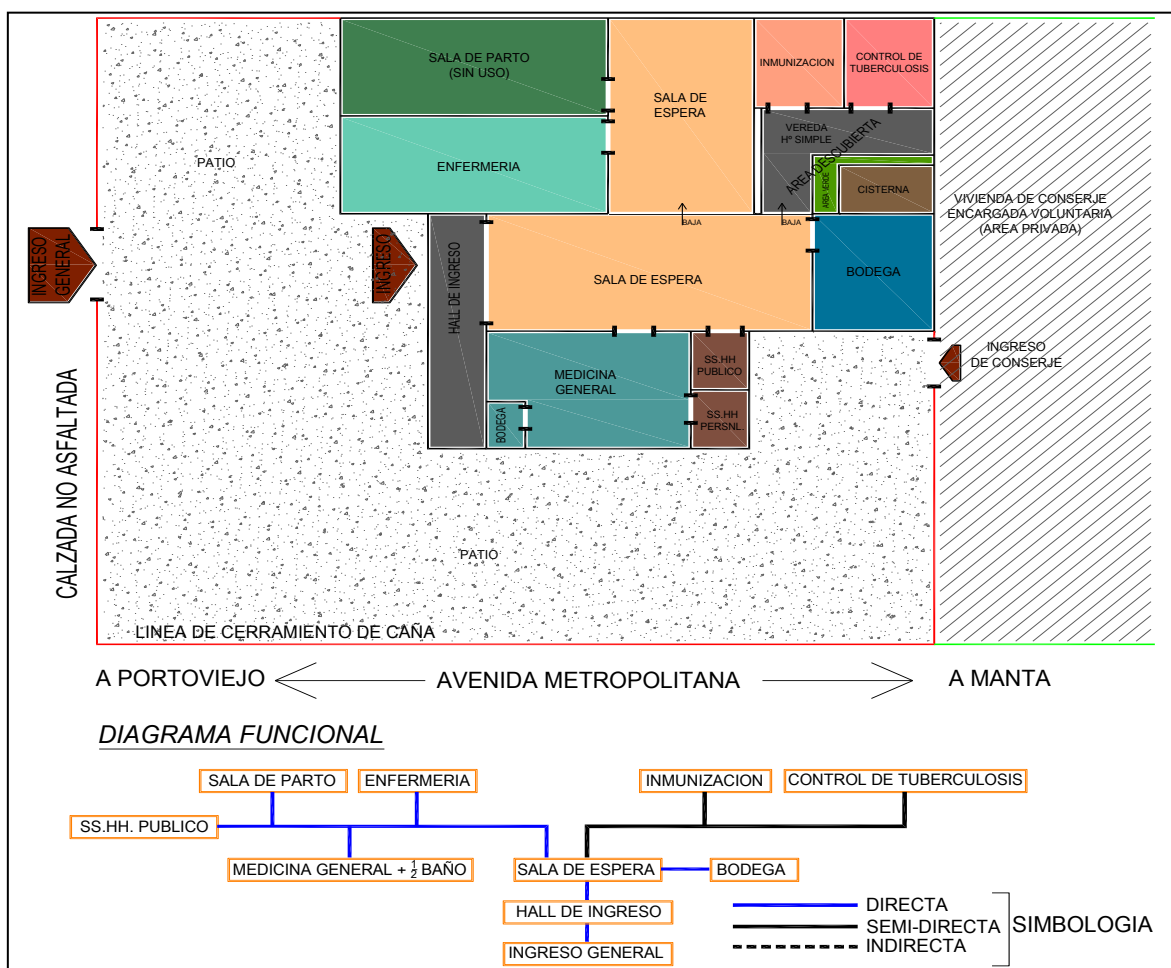 SALA DE PARTO
(SIN USO)
SALA DE
ESPERA
INMUNIZACION
CONTROL DE
TUBERCULOSIS
PATIO
ENFERMERIA
VEREDA
Hº SIMPLE
AREA DESCUBIERTA
AREA VERDE
CISTERNA
VIVIENDA DE CONSERJE
ENCARGADA VOLUNTARIA
(AREA PRIVADA)
BAJA
BAJA
INGRESO
GENERAL
INGRESO
HALL DE INGRESO
SALA DE ESPERA
BODEGA
INGRESO
DE CONSERJE
MEDICINA
GENERAL
SS.HH
PUBLICO
BODEGA
SS.HH
PERSNL.
CALZADA NO ASFALTADA
PATIO
LINEA DE CERRAMIENTO DE CAÑA
A PORTOVIEJO
AVENIDA METROPOLITANA
A MANTA
DIAGRAMA FUNCIONAL
SALA DE PARTO
ENFERMERIA
INMUNIZACION
CONTROL DE TUBERCULOSIS
SS.HH. PUBLICO
MEDICINA GENERAL + ½ BAÑO
SALA DE ESPERA
BODEGA
HALL DE INGRESO
INGRESO GENERAL
DIRECTA
SEMI-DIRECTA
INDIRECTA
SIMBOLOGIA